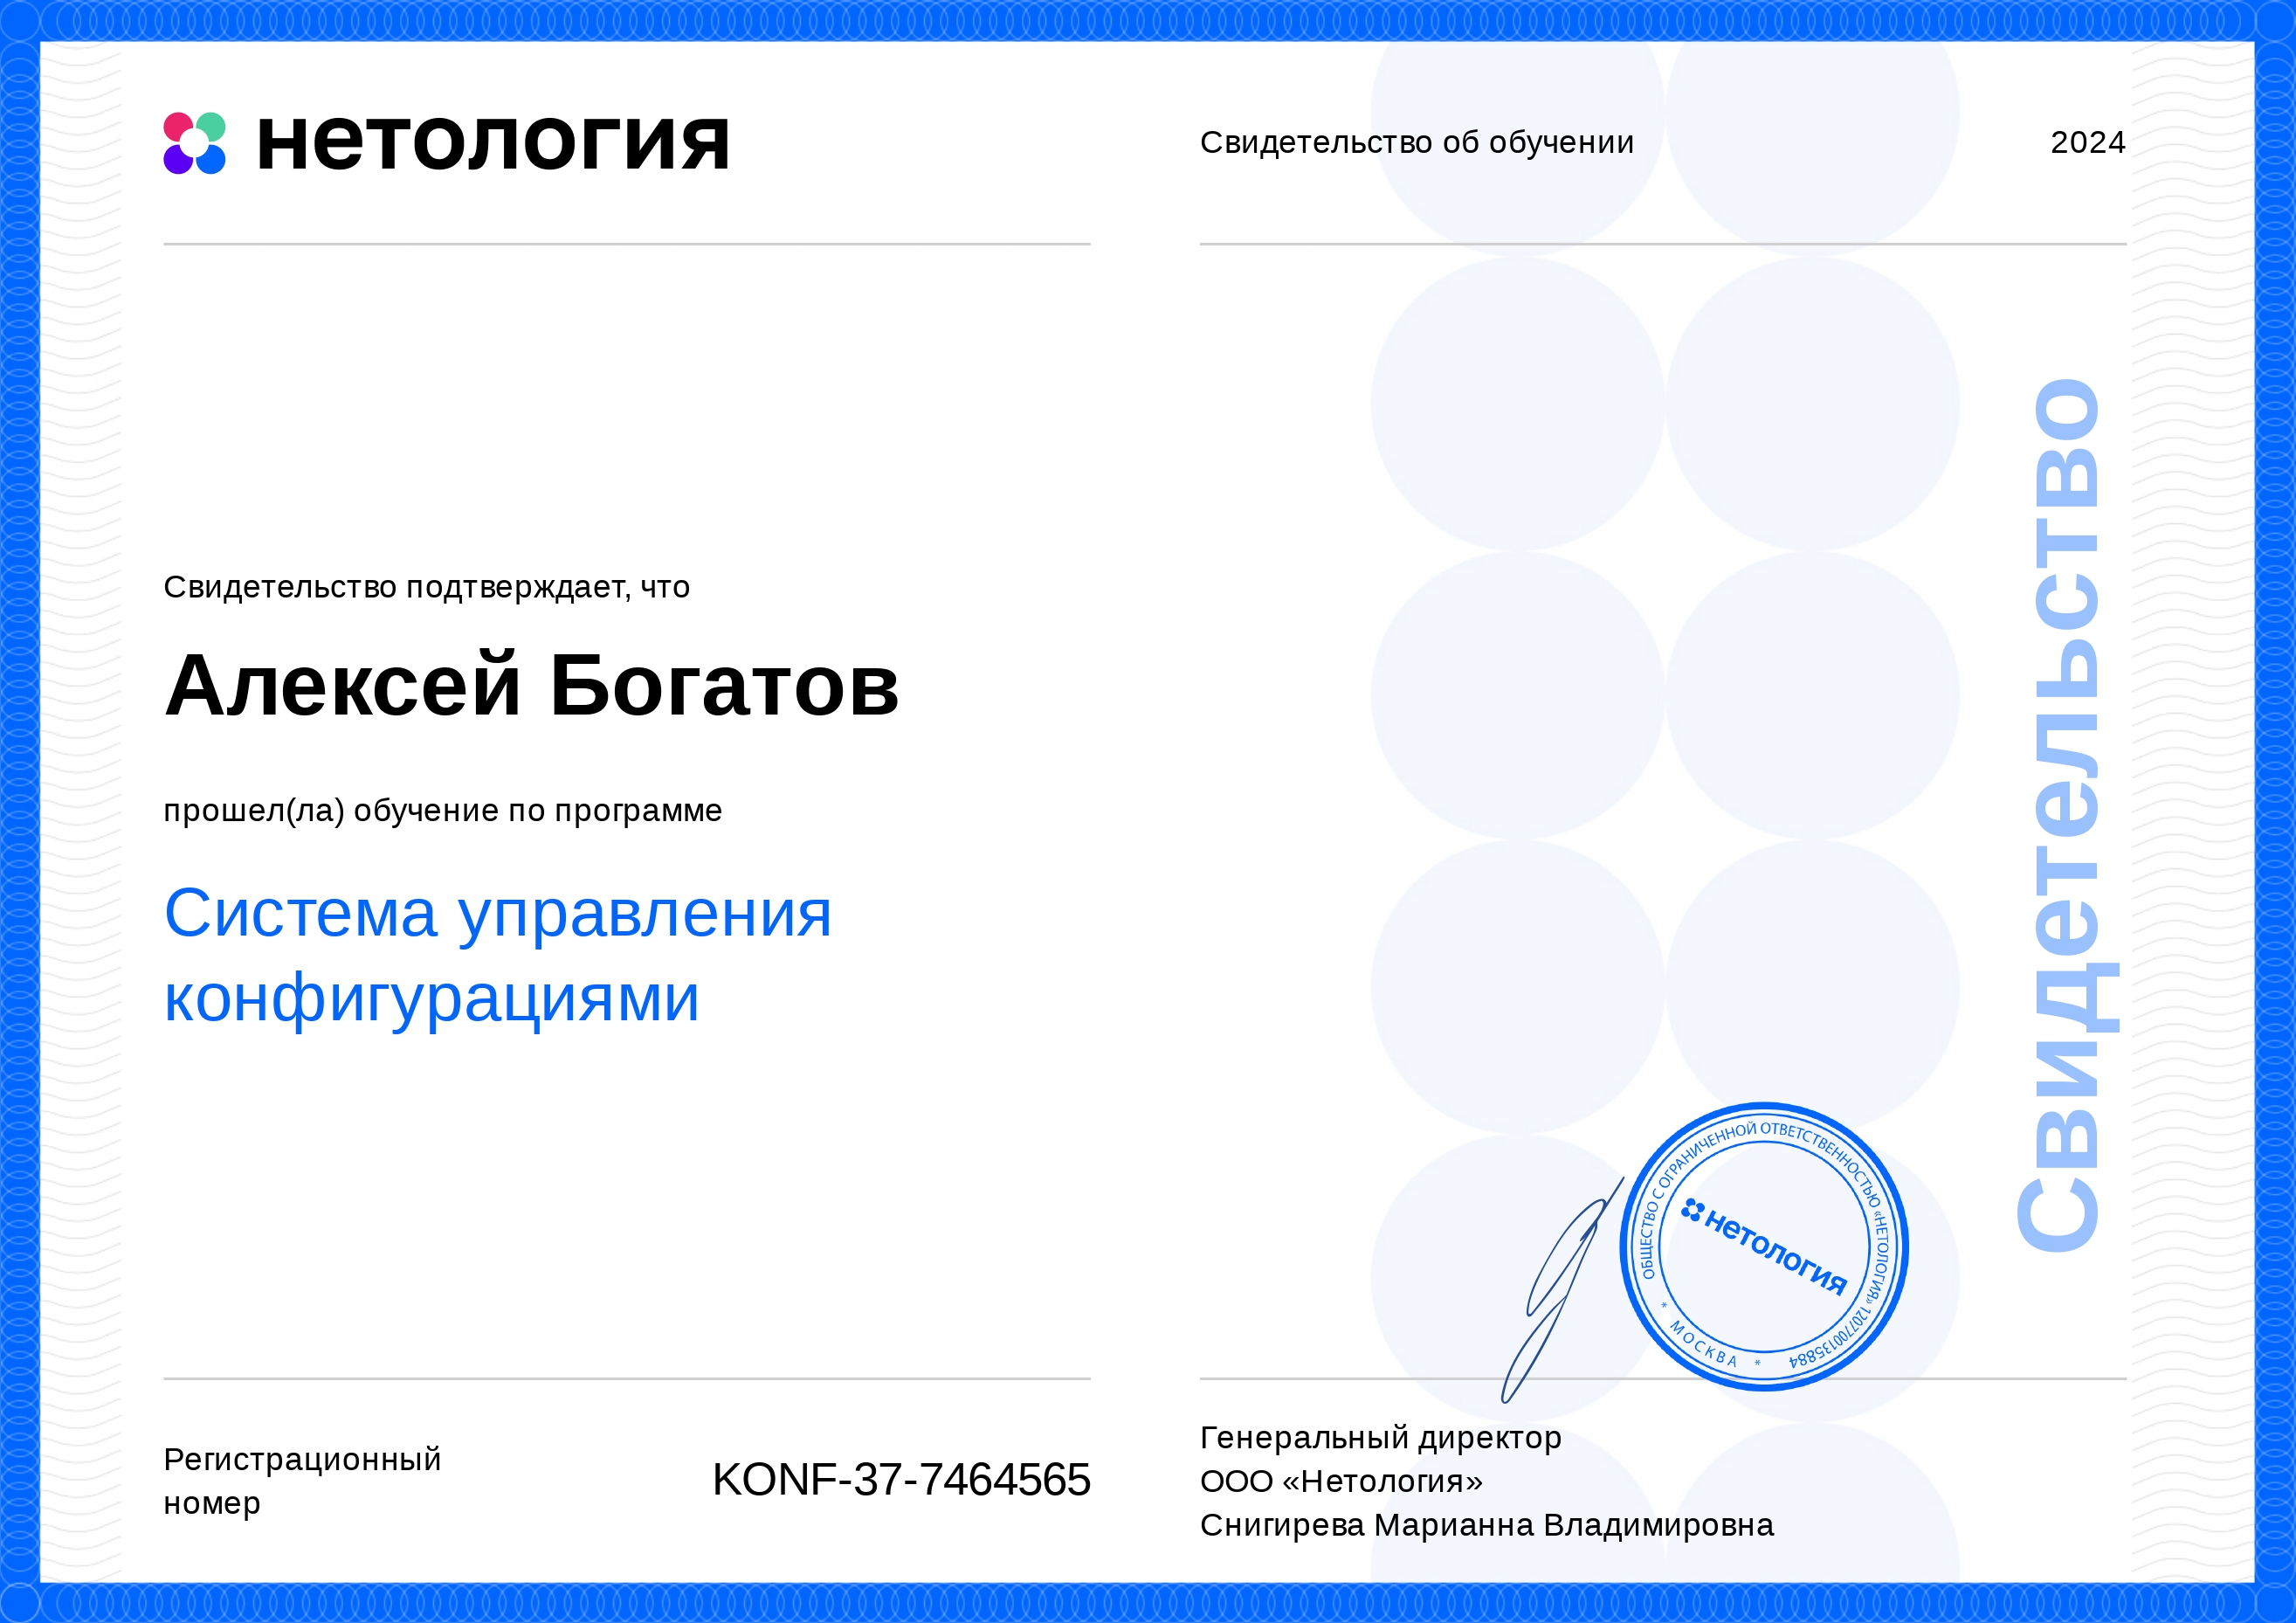 нетология
Свидетельство об обучении
2024
Свидетельство подтверждает, что
Алексей Богатов
прошел(ла) обучение по программе
Система управления
конфигурациями
Свидетельство
ОБЩЕСТВО С ОГРАНИЧЕННОЙ ОТВЕТСТВЕННОСТЬЮ «НЕТОЛОГИЯ» 1207700135884
* МОСКВА *
нетология
Регистрационный
номер
KONF-37-7464565
Генеральный директор
ООО «Нетология»
Снигирева Марианна Владимировна